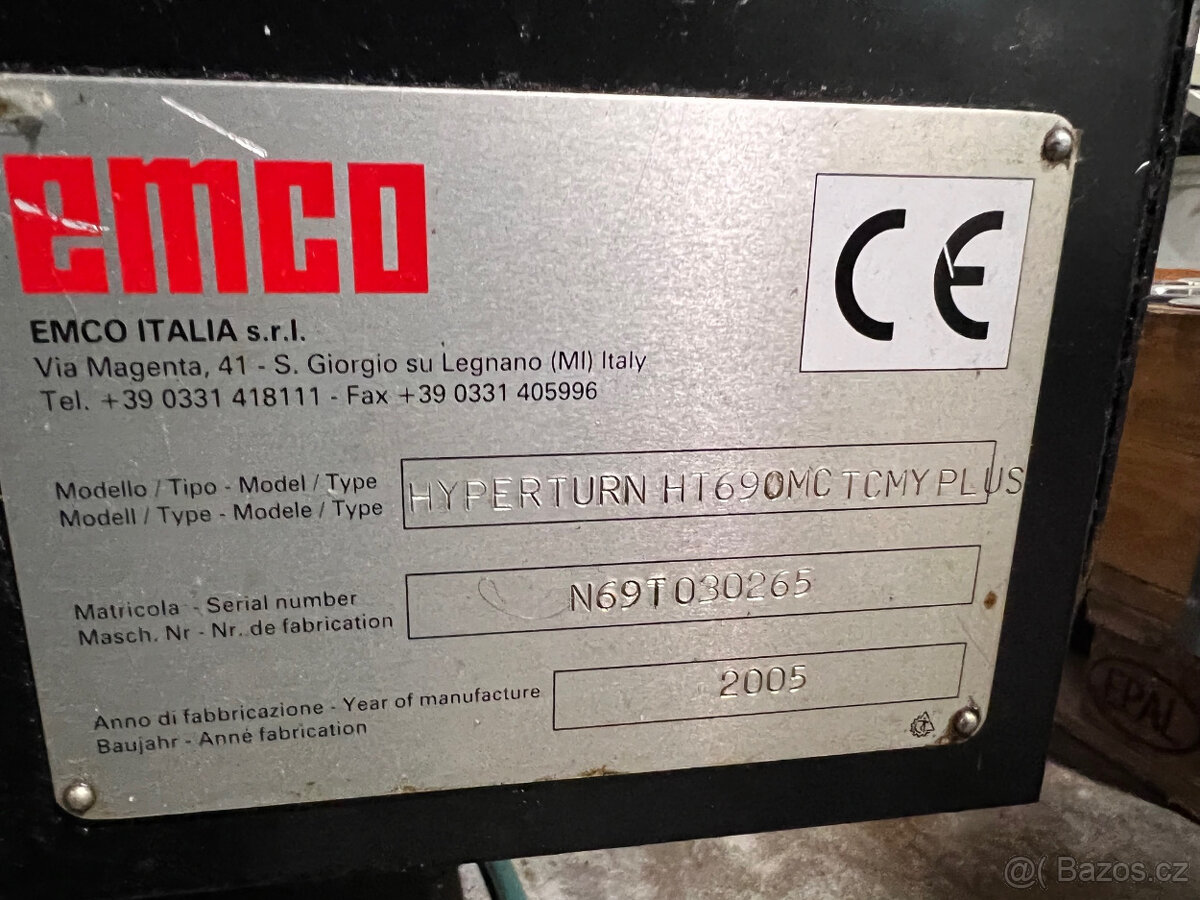 emco
CE
EMCO ITALIA s.r.l.
Via Magenta, 41 - S. Giorgio su Legnano (MI) Italy
Tel. +39 0331 418111 - Fax +39 0331 405996
Modello / Tipo - Model / Type
Modell / Type - Modele / Type
HYPERTURN HT690MC TCMY PLUS
Matricola - Serial number
Masch. Nr - Nr. de fabrication
N69T030265
Anno di fabbricazione - Year of manufacture
Baujahr - Anné fabrication
2005
EPAL
@( Bazos.cz